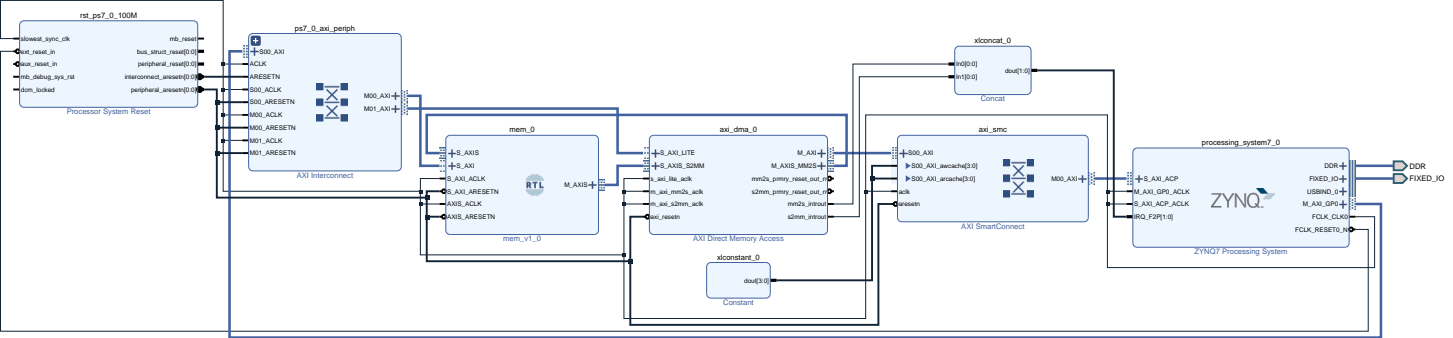 rst_ps7_0_100M
slowest_sync_clk
ext_reset_in
aux_reset_in
mb_debug_sys_rst
dcm_locked
mb_reset
bus_struct_reset[0:0]
peripheral_reset[0:0]
interconnect_aresetn[0:0]
peripheral_aresetn[0:0]
Processor System Reset
ps7_0_axi_periph
S00_AXI
ACLK
ARESETN
S00_ACLK
S00_ARESETN
M00_ACLK
M00_ARESETN
M01_ACLK
M01_ARESETN
M00_AXI
M01_AXI
AXI Interconnect
mem_0
S_AXIS
S_AXI
S_AXI_ACLK
S_AXI_ARESETN
AXIS_ACLK
AXIS_ARESETN
RTL
M_AXIS
mem_v1_0
axi_dma_0
S_AXI_LITE
S_AXIS_S2MM
s_axi_lite_aclk
m_axi_mm2s_aclk
m_axi_s2mm_aclk
axi_resetn
M_AXI
M_AXIS_MM2S
mm2s_prmry_reset_out_n
s2mm_prmry_reset_out_n
mm2s_introut
s2mm_introut
AXI Direct Memory Access
xlconstant_0
dout[3:0]
Constant
xlconcat_0
In0[0:0]
In1[0:0]
dout[1:0]
Concat
axi_smc
S00_AXI
S00_AXI_awcache[3:0]
S00_AXI_arcache[3:0]
aclk
aresetn
M00_AXI
AXI SmartConnect
processing_system7_0
S_AXI_ACP
M_AXI_GP0_ACLK
S_AXI_ACP_ACLK
IRQ_F2P[1:0]
ZYNQ
DDR
FIXED_IO
USBIND_0
M_AXI_GP0
FCLK_CLK0
FCLK_RESET0_N
ZYNQ7 Processing System
DDR
FIXED_IO